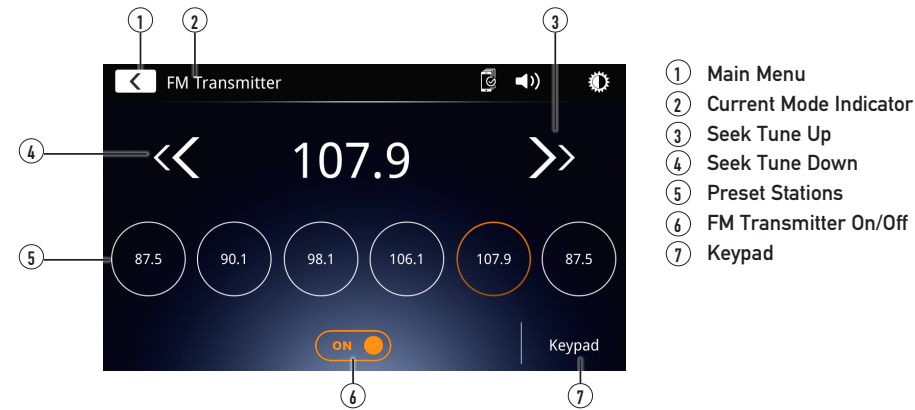 1 2 3
FM Transmitter
4 107.9
5 87.5 90.1 98.1 106.1 107.9 87.5
ON Keypad
6 7
1 Main Menu
2 Current Mode Indicator
3 Seek Tune Up
4 Seek Tune Down
5 Preset Stations
6 FM Transmitter On/Off
7 Keypad